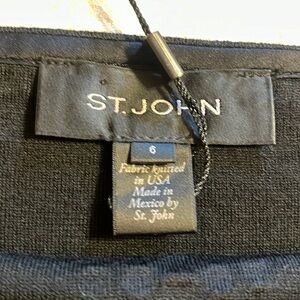 ST. JOHN
6
Fabric knitted
in USA
Made in
Mexico by
St. John